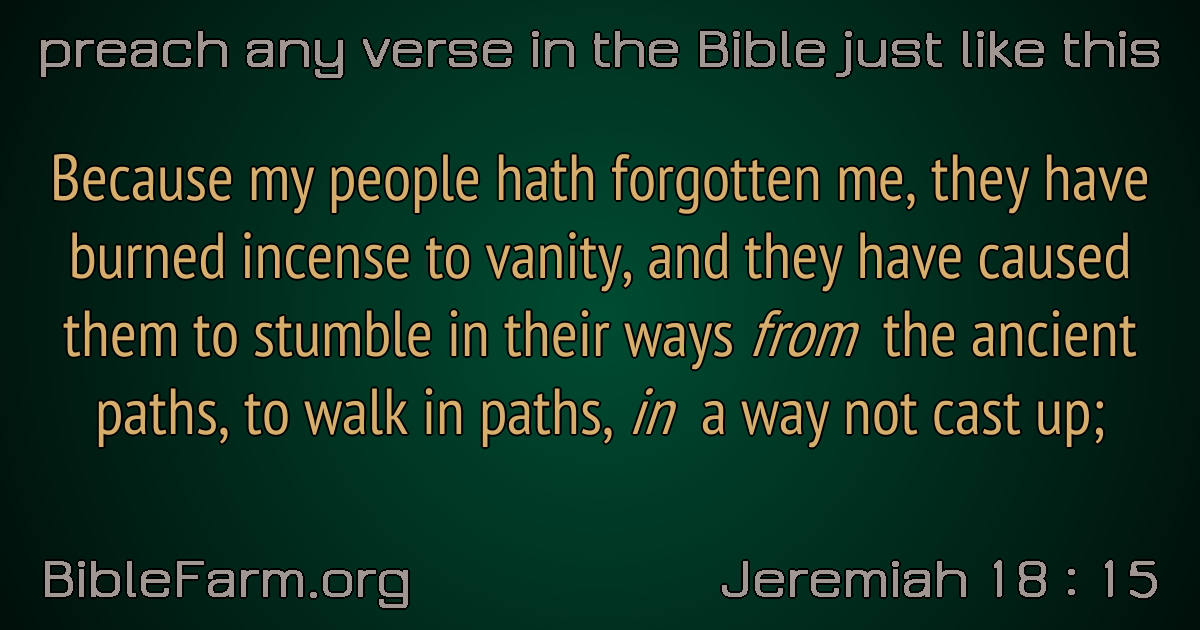 preach any verse in the Bible just like this
Because my people hath forgotten me, they have
burned incense to vanity, and they have caused
them to stumble in their ways from the ancient
paths, to walk in paths, in a way not cast up;
BibleFarm.org
Jeremiah 18 : 15